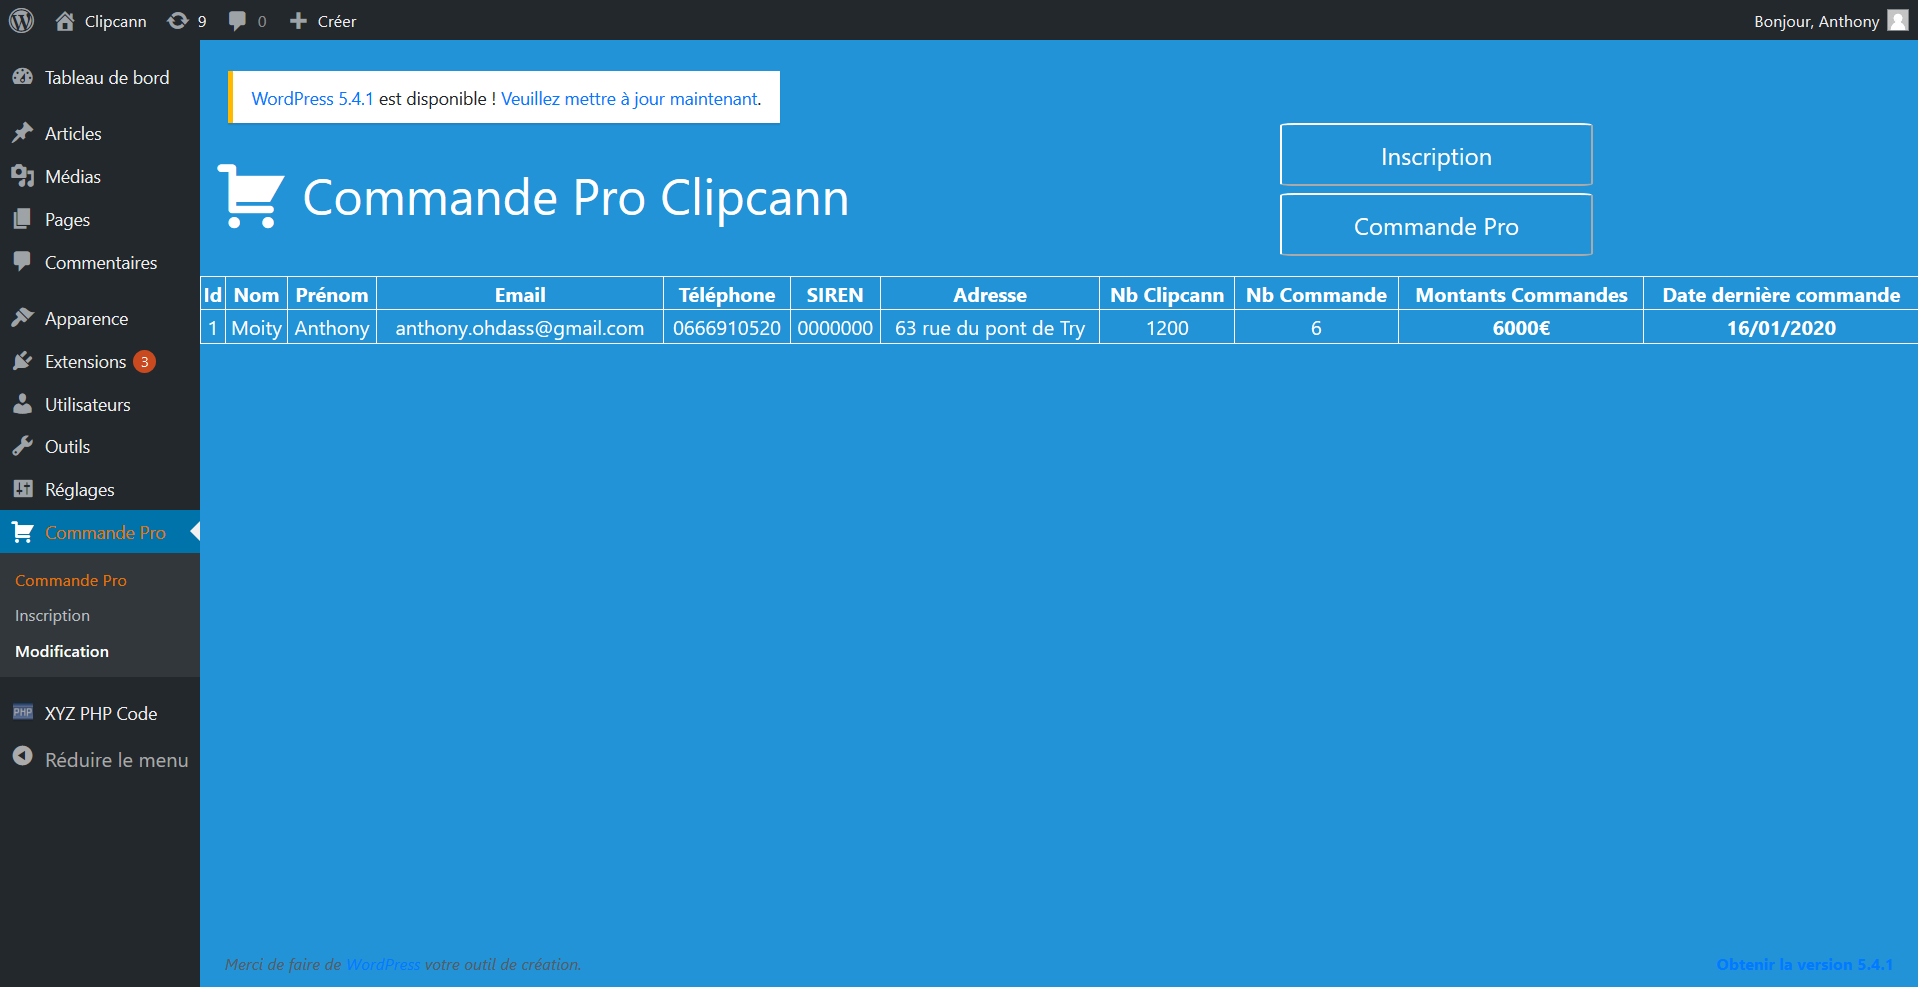 Clipcann 9 0 Créer Bonjour, Anthony
Tableau de bord
Articles
Médias
Pages
Commentaires
Apparence
Extensions 3
Utilisateurs
Outils
Réglages
Commande Pro
Commande Pro
Inscription
Modification
PHP XYZ PHP Code
Réduire le menu
WordPress 5.4.1 est disponible ! Veuillez mettre à jour maintenant.
Commande Pro Clipcann
Inscription
Commande Pro
Id Nom Prénom Email Téléphone SIREN Adresse Nb Clipcann Nb Commande Montants Commandes Date dernière commande
1 Moity Anthony anthony.ohdass@gmail.com 0666910520 0000000 63 rue du pont de Try 1200 6 6000€ 16/01/2020
Merci de faire de WordPress votre outil de création. Obtenir la version 5.4.1